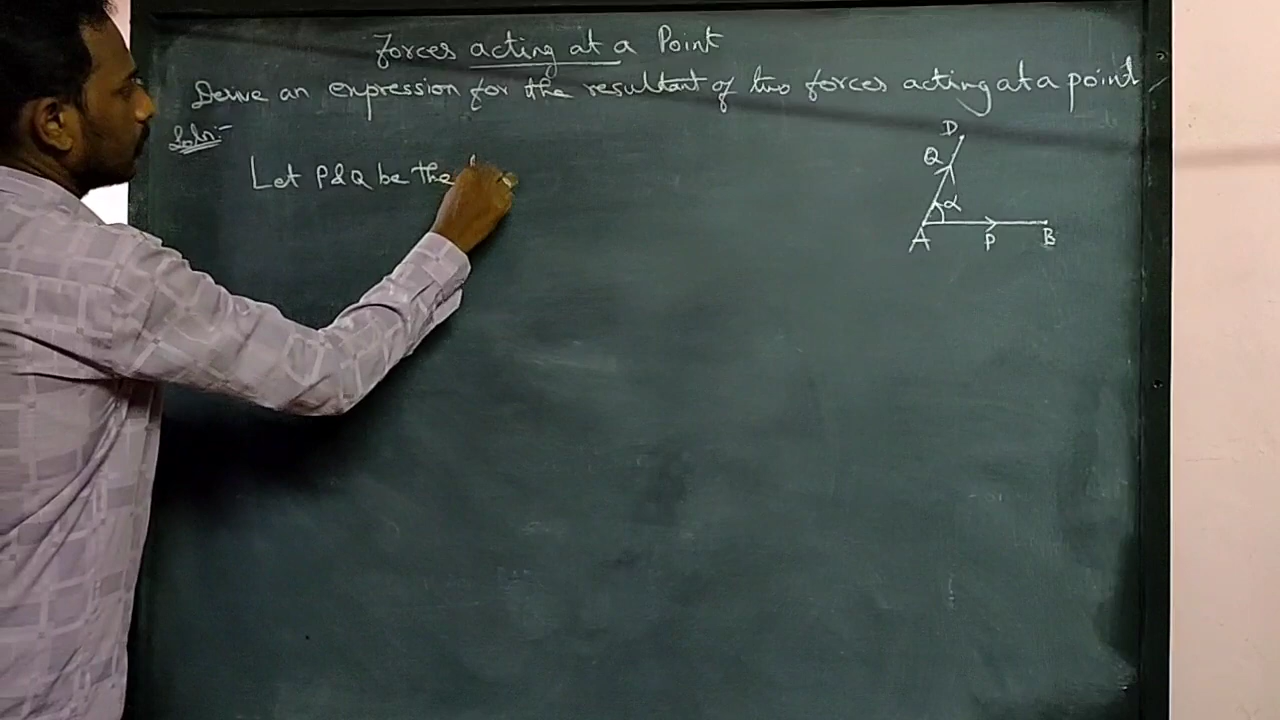 Forces acting at a Point
Derive an expression for the resultant of two forces acting at a point
Soln:-
Let P & Q be the
D
Q
α
A P B